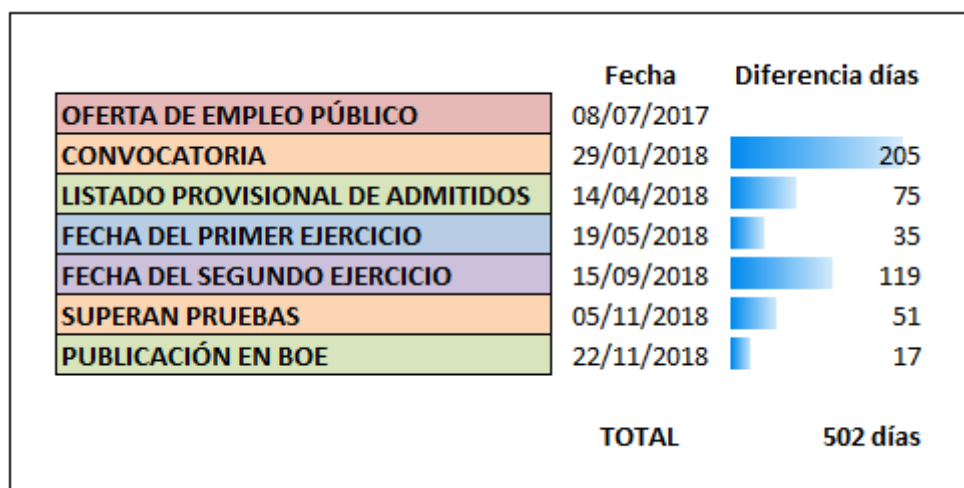 Fecha Diferencia días
OFERTA DE EMPLEO PÚBLICO 08/07/2017
CONVOCATORIA 29/01/2018 205
LISTADO PROVISIONAL DE ADMITIDOS 14/04/2018 75
FECHA DEL PRIMER EJERCICIO 19/05/2018 35
FECHA DEL SEGUNDO EJERCICIO 15/09/2018 119
SUPERAN PRUEBAS 05/11/2018 51
PUBLICACIÓN EN BOE 22/11/2018 17
TOTAL 502 días